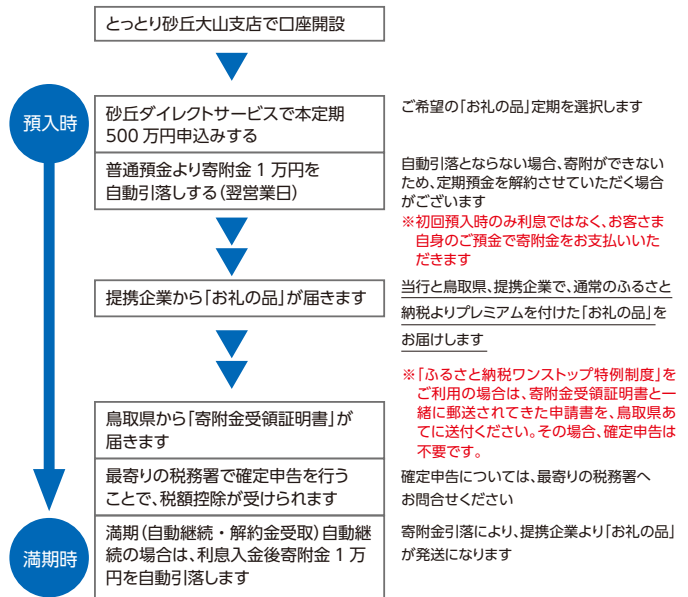 とっとり砂丘大山支店で口座開設
預入時
砂丘ダイレクトサービスで本定期
500 万円申込みする
ご希望の「お礼の品」定期を選択します
普通預金より寄附金 1 万円を
自動引落しする（翌営業日）
自動引落とならない場合、寄附ができない
ため、定期預金を解約させていただく場合
がございます
※初回預入時のみ利息ではなく、お客さま
自身のご預金で寄附金をお支払いいた
だきます
提携企業から「お礼の品」が届きます
当行と鳥取県、提携企業で、通常のふるさと
納税よりプレミアムを付けた「お礼の品」を
お届けします
※「ふるさと納税ワンストップ特例制度」を
ご利用の場合は、寄附金受領証明書と一
緒に郵送されてきた申請書を、鳥取県あ
てに送付ください。その場合、確定申告は
不要です。
鳥取県から「寄附金受領証明書」が
届きます
最寄りの税務署で確定申告を行う
ことで、税額控除が受けられます
確定申告については、最寄りの税務署へ
お問合せください
満期時
満期（自動継続・解約金受取）自動継
続の場合は、利息入金後寄附金 1 万
円を自動引落します
寄附金引落により、提携企業より「お礼の品」
が発送になります